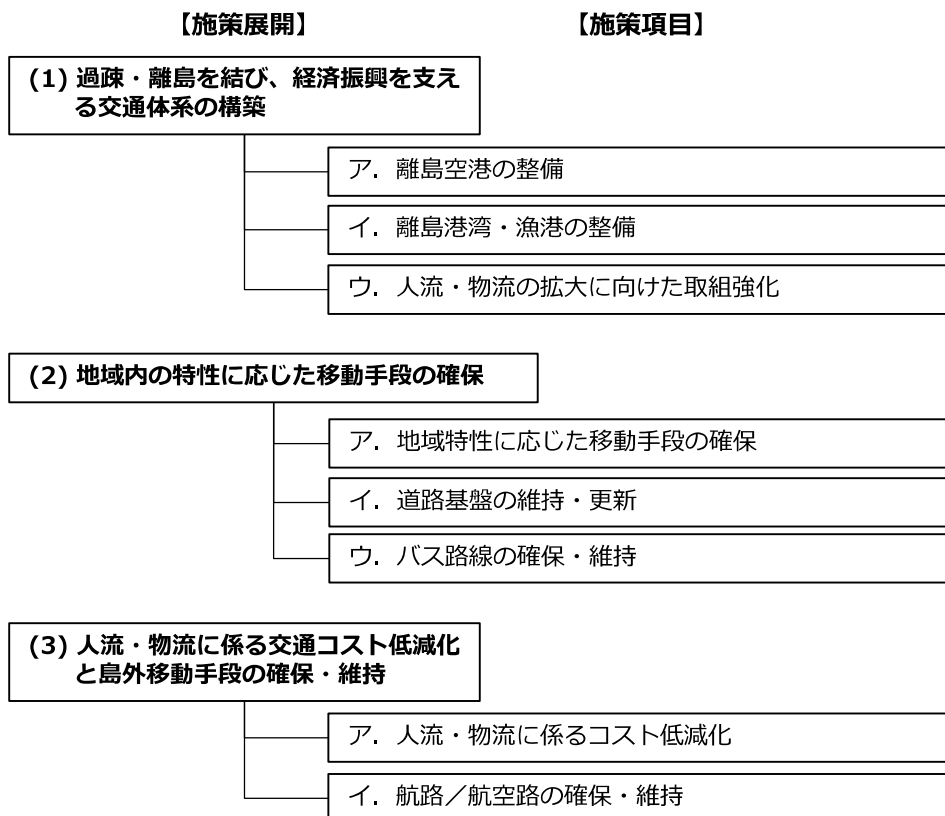 【施策展開】 【施策項目】
(1) 過疎・離島を結び、経済振興を支え
る交通体系の構築
ア．離島空港の整備
イ．離島港湾・漁港の整備
ウ．人流・物流の拡大に向けた取組強化
(2) 地域内の特性に応じた移動手段の確保
ア．地域特性に応じた移動手段の確保
イ．道路基盤の維持・更新
ウ．バス路線の確保・維持
(3) 人流・物流に係る交通コスト低減化
と島外移動手段の確保・維持
ア．人流・物流に係るコスト低減化
イ．航路／航空路の確保・維持